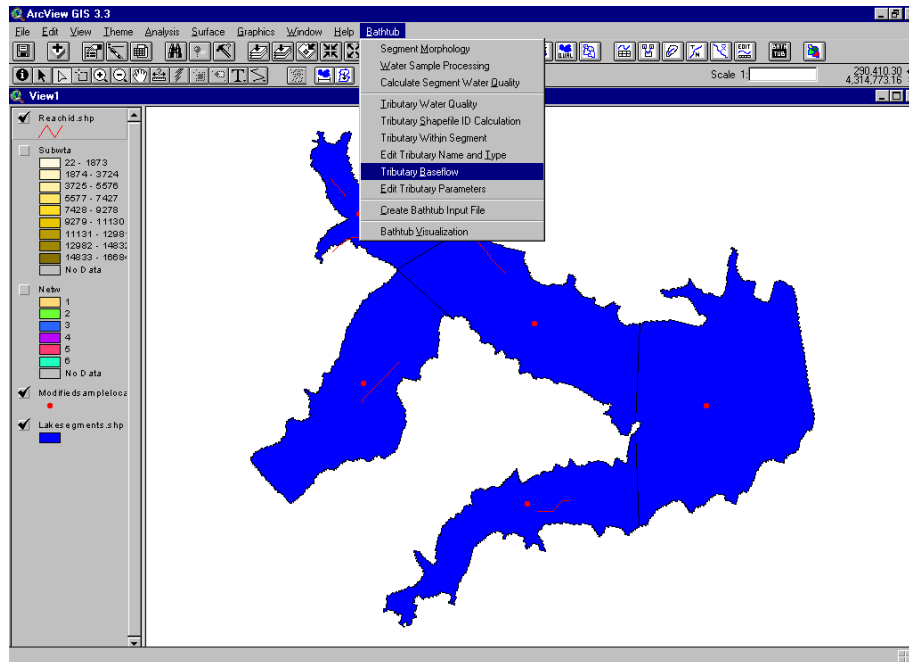 ArcView GIS 3.3
File Edit View Theme Analysis Surface Graphics Window Help Bathtub
Scale 1:
290,410.30
4,314,773.16
View1
Segment Morphology
Water Sample Processing
Calculate Segment Water Quality
Tributary Water Quality
Tributary Shapefile ID Calculation
Tributary Within Segment
Edit Tributary Name and Type
Tributary Baseflow
Edit Tributary Parameters
Create Bathtub Input File
Bathtub Visualization
Reachid.shp
Subwta
22 - 1873
1874 - 3724
3725 - 5576
5577 - 7427
7428 - 9278
9279 - 11130
11131 - 1298
12982 - 1483
14833 - 1668
No Data
Netw
1
2
3
4
5
6
No Data
Modifiedsampleloca
Lakesegments.shp